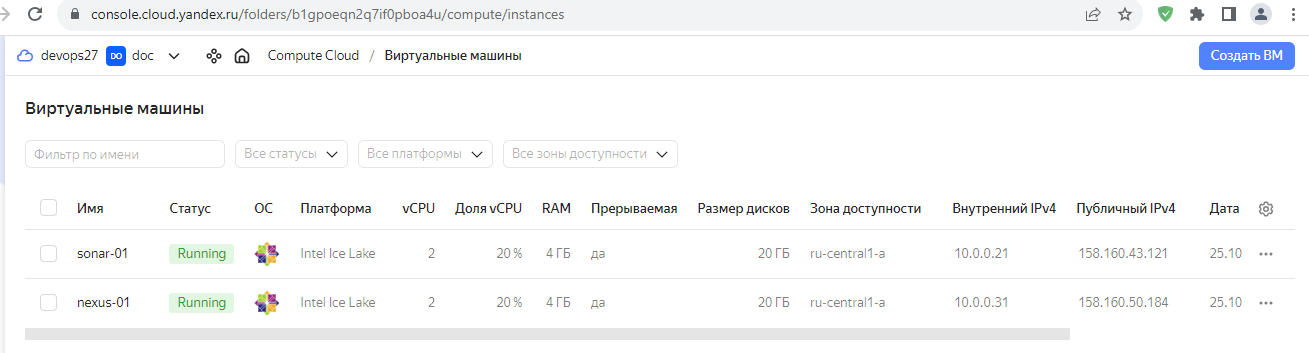 console.cloud.yandex.ru/folders/b1gpoeqn2q7if0pboa4u/compute/instances
devops27 DO doc Compute Cloud / Виртуальные машины Создать ВМ
Виртуальные машины
Фильтр по имени Все статусы Все платформы Все зоны доступности
Имя Статус ОС Платформа vCPU Доля vCPU RAM Прерываемая Размер дисков Зона доступности Внутренний IPv4 Публичный IPv4 Дата
sonar-01 Running Intel Ice Lake 2 20 % 4 ГБ да 20 ГБ ru-central1-a 10.0.0.21 158.160.43.121 25.10
nexus-01 Running Intel Ice Lake 2 20 % 4 ГБ да 20 ГБ ru-central1-a 10.0.0.31 158.160.50.184 25.10